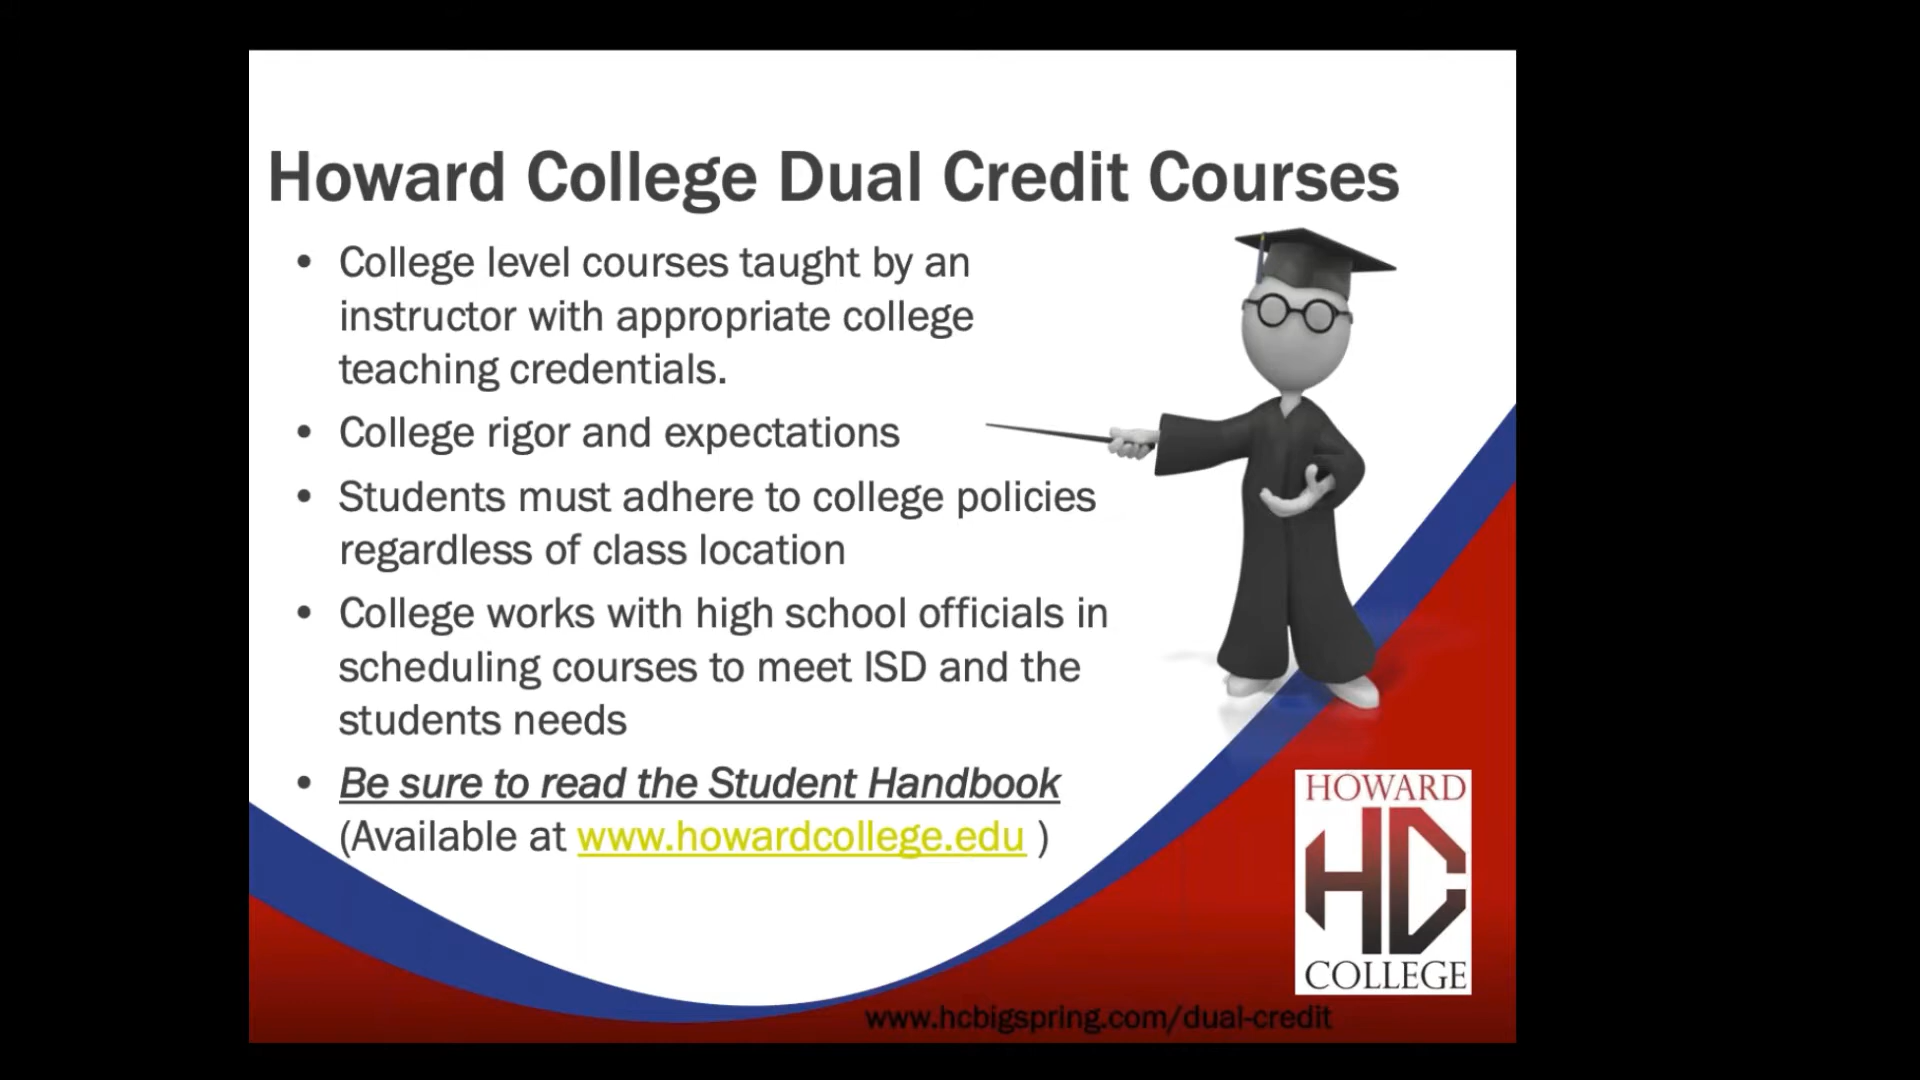 Howard College Dual Credit Courses
• College level courses taught by an
instructor with appropriate college
teaching credentials.
• College rigor and expectations
• Students must adhere to college policies
regardless of class location
• College works with high school officials in
scheduling courses to meet ISD and the
students needs
• Be sure to read the Student Handbook
(Available at www.howardcollege.edu )
HOWARD
HC
COLLEGE
www.hcbigspring.com/dual-credit